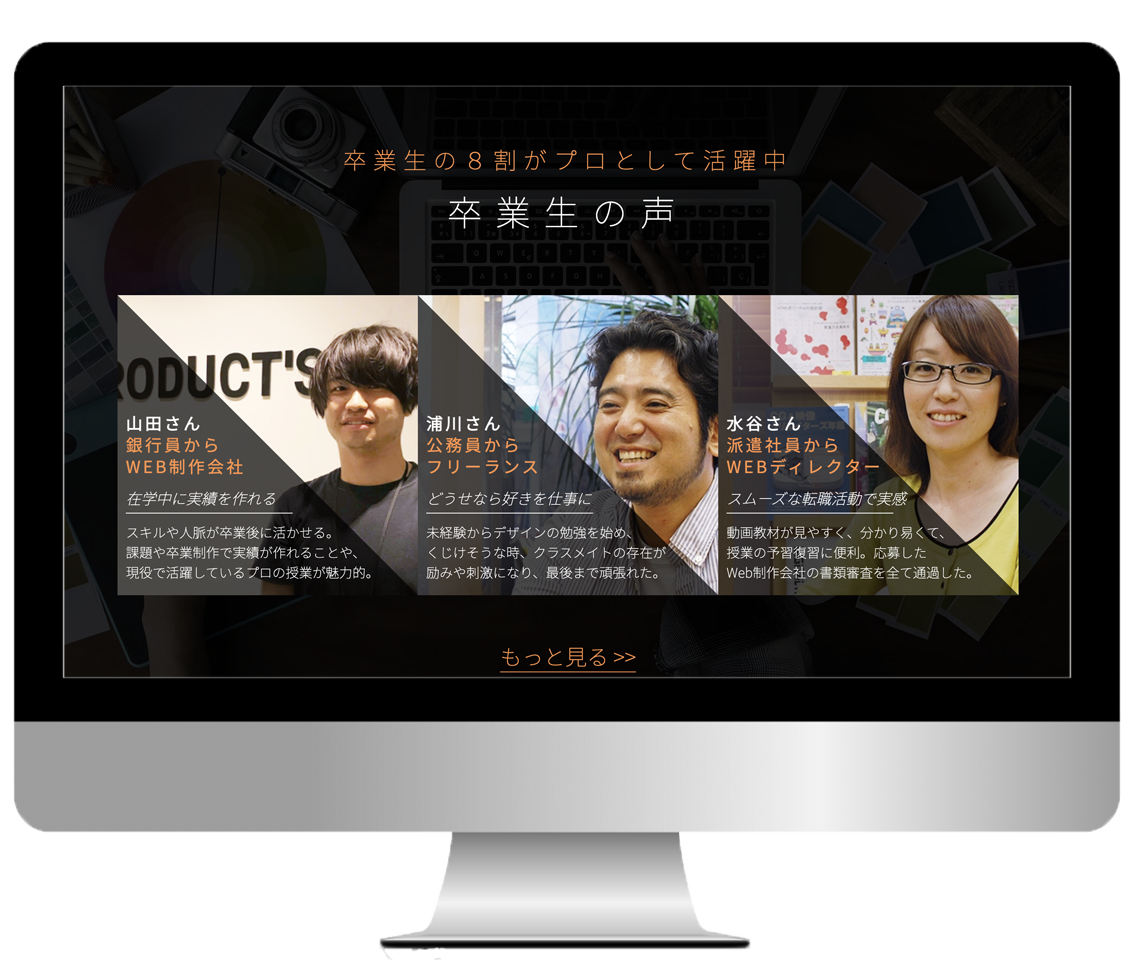 卒業生の８割がプロとして活躍中
卒業生の声
RODUCT'S
山田さん
銀行員から
WEB制作会社
在学中に実績を作れる
スキルや人脈が卒業後に活かせる。
課題や卒業制作で実績が作れることや、
現役で活躍しているプロの授業が魅力的。
浦川さん
公務員から
フリーランス
どうせなら好きを仕事に
未経験からデザインの勉強を始め、
くじけそうな時、クラスメイトの存在が
励みや刺激になり、最後まで頑張れた。
水谷さん
派遣社員から
WEBディレクター
スムーズな転職活動で実感
動画教材が見やすく、分かり易くて、
授業の予習復習に便利。応募した
Web制作会社の書類審査を全て通過した。
もっと見る >>